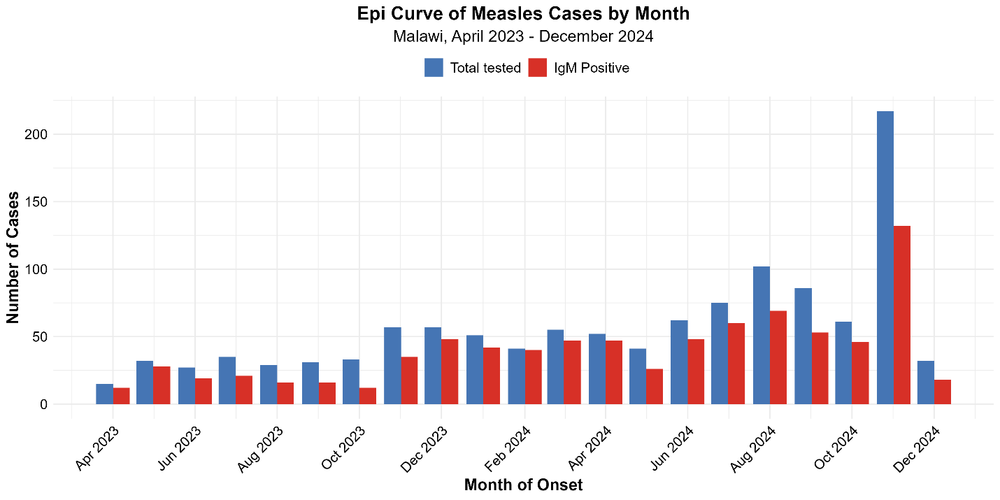 Epi Curve of Measles Cases by Month
Malawi, April 2023 - December 2024
Total tested IgM Positive
Number of Cases
200
150
100
50
0
Apr 2023 Jun 2023 Aug 2023 Oct 2023 Dec 2023 Feb 2024 Apr 2024 Jun 2024 Aug 2024 Oct 2024 Dec 2024
Month of Onset